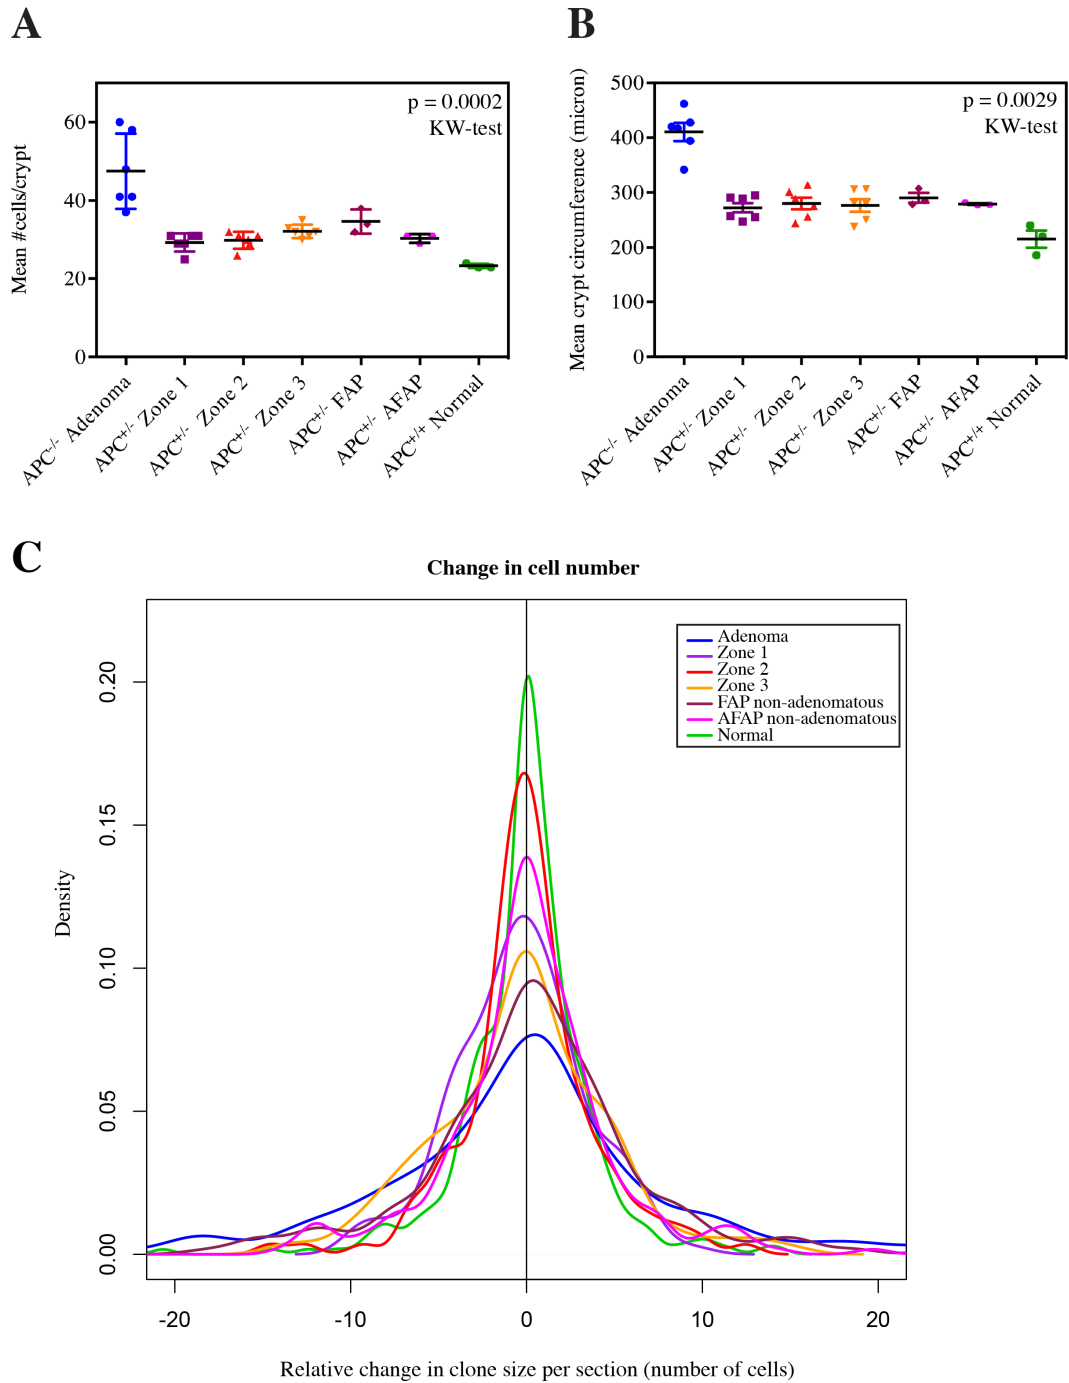 A
Mean #cells/crypt
60
40
20
0
p = 0.0002
KW-test
APC-/- Adenoma
APC+/- Zone 1
APC+/- Zone 2
APC+/- Zone 3
APC+/- FAP
APC+/- AFAP
APC+/+ Normal
B
Mean crypt circumference (micron)
500
400
300
200
100
0
p = 0.0029
KW-test
APC-/- Adenoma
APC+/- Zone 1
APC+/- Zone 2
APC+/- Zone 3
APC+/- FAP
APC+/- AFAP
APC+/+ Normal
C
Change in cell number
Density
0.20
0.15
0.10
0.05
0.00
Adenoma
Zone 1
Zone 2
Zone 3
FAP non-adenomatous
AFAP non-adenomatous
Normal
-20
-10
0
10
20
Relative change in clone size per section (number of cells)